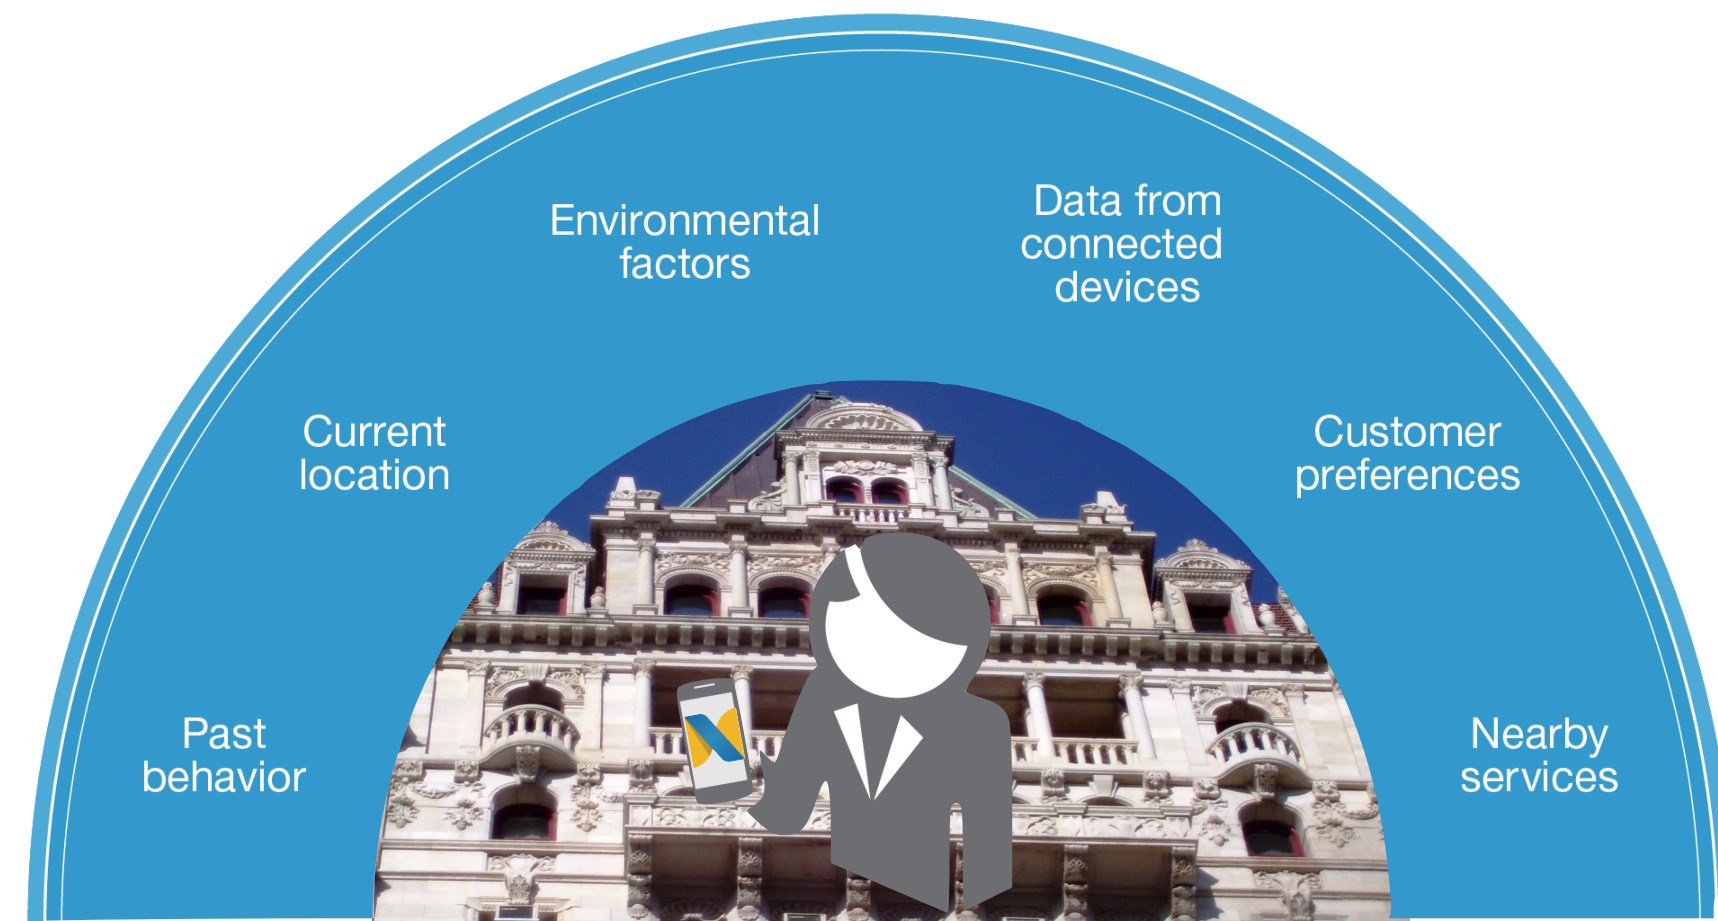 Environmental
factors
Data from
connected
devices
Current
location
Customer
preferences
Past
behavior
Nearby
services